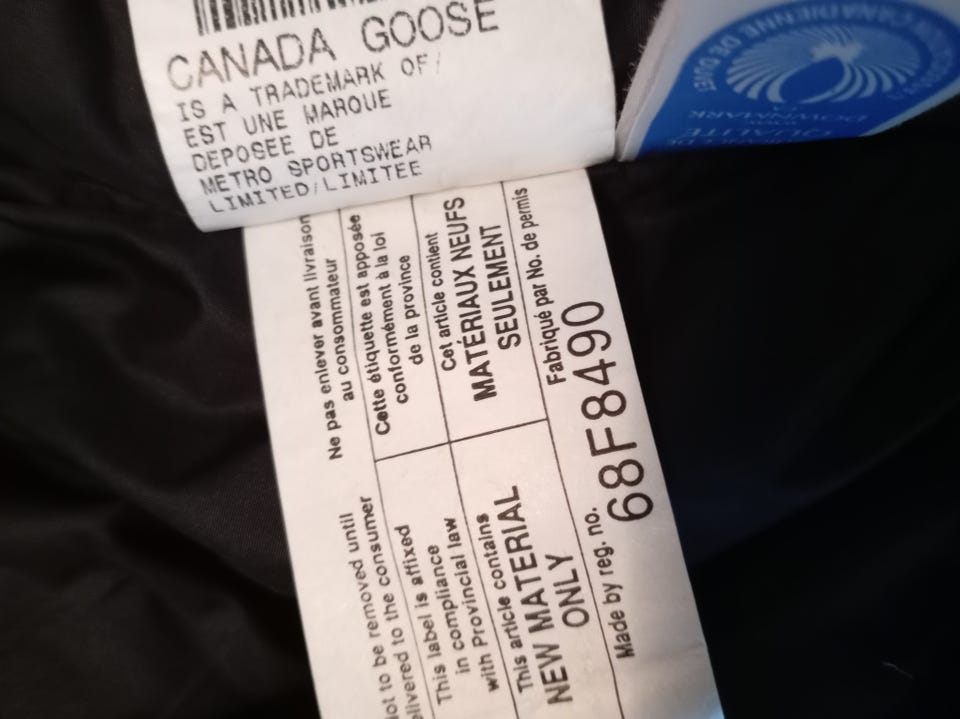 CANADA GOOSE
IS A TRADEMARK OF/
EST UNE MARQUE
DEPOSEE DE
METRO SPORTSWEAR
LIMITED/LIMITEE
DOWNMARK
QUALITÉ
Ne pas enlever avant livraison
au consommateur
Cette étiquette est apposée
conformément à la loi
de la province
Cet article contient
MATÉRIAUX NEUFS
SEULEMENT
Fabriqué par No. de permis
to be removed until
to the consumer
This label is affixed
in compliance
with Provincial law
This article contains
NEW MATERIAL
ONLY
Made by reg. no.
68F8490